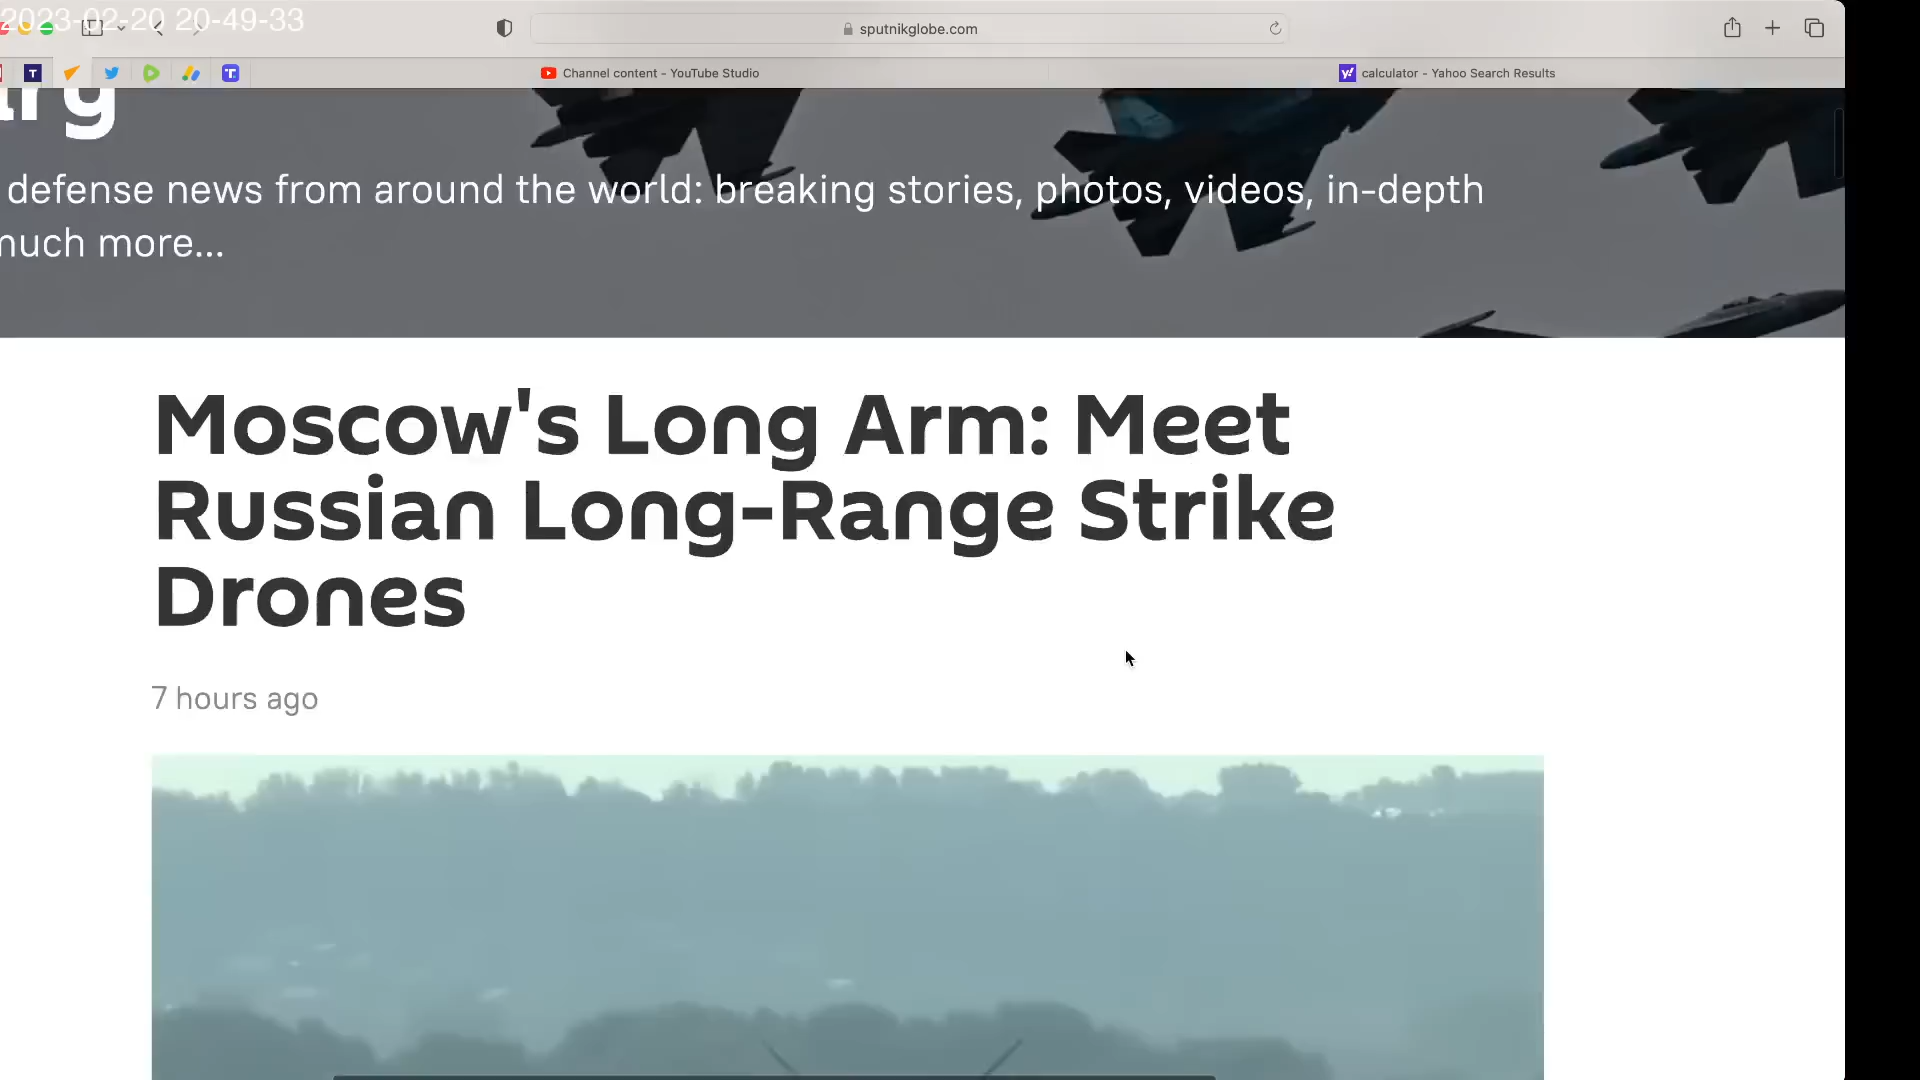 2023-02-20 20-49-33
sputnikglobe.com
T
T
Channel content - YouTube Studio
y!
calculator - Yahoo Search Results
defense news from around the world: breaking stories, photos, videos, in-depth
much more...
Moscow's Long Arm: Meet
Russian Long-Range Strike
Drones
7 hours ago